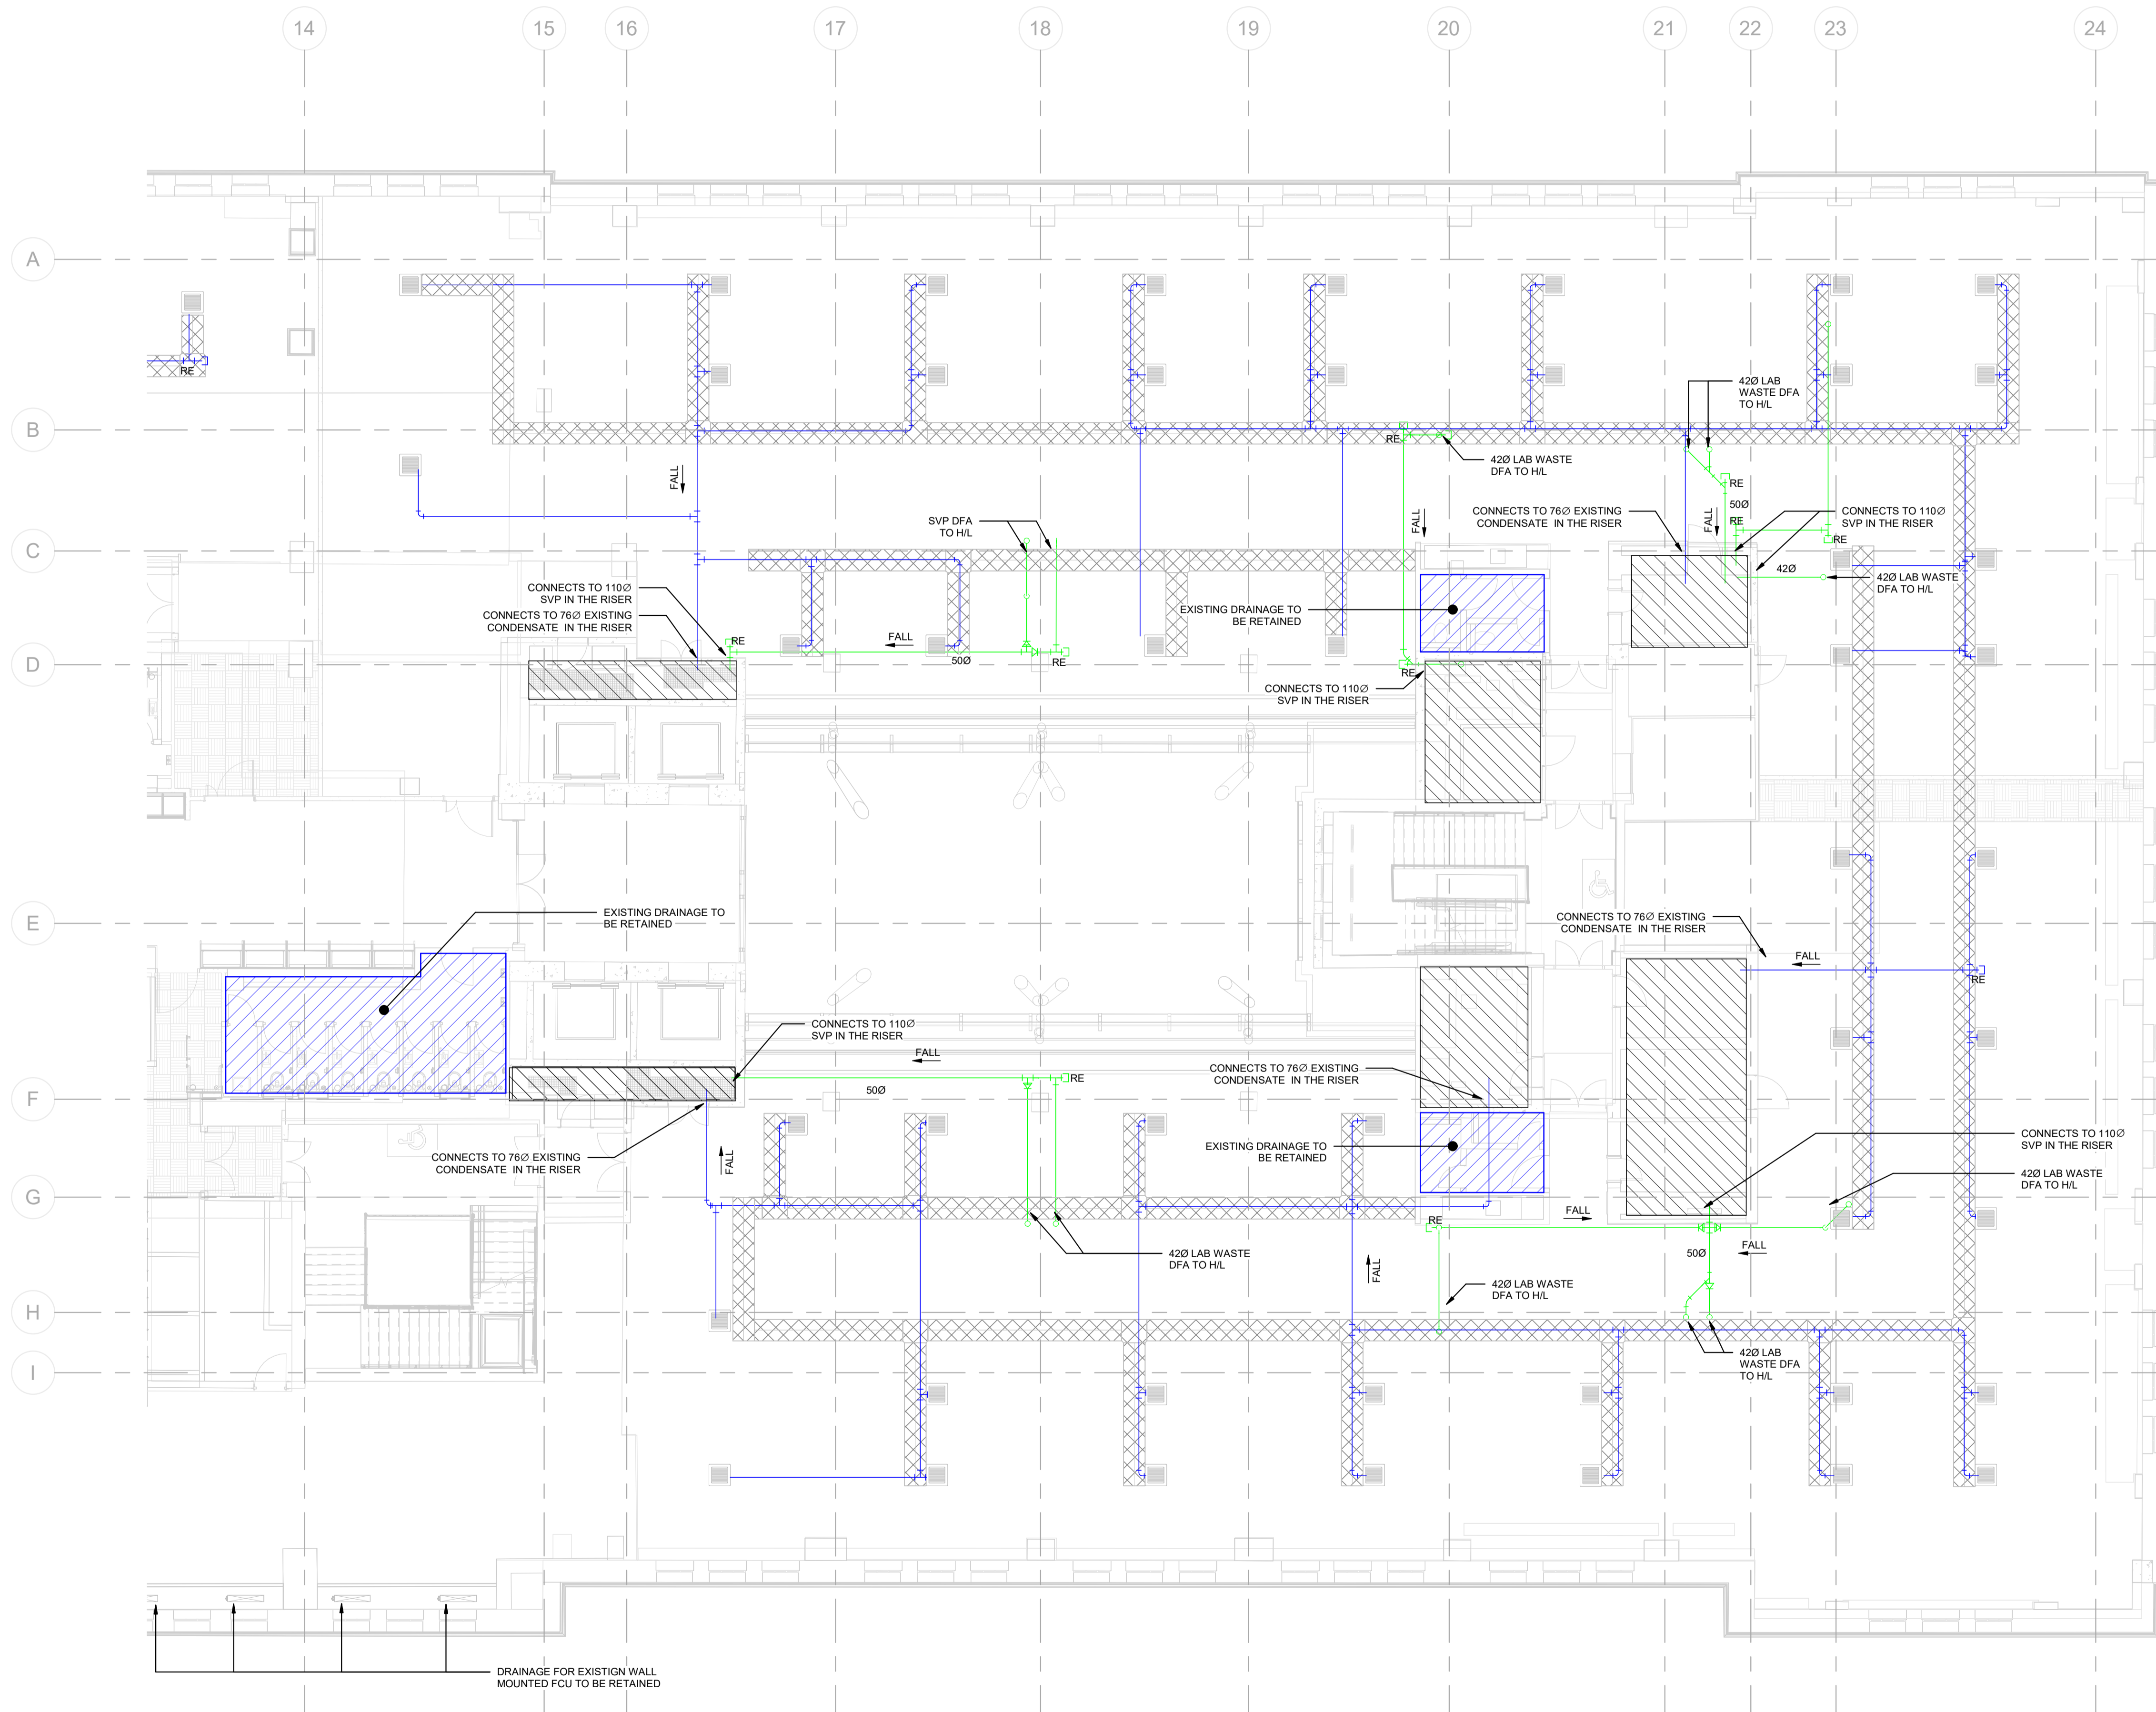 14
15
16
17
18
19
20
21
22
23
24
A
B
C
D
E
F
G
H
I
RE
FALL
42Ø LAB
WASTE DFA
TO H/L
RE
42Ø LAB WASTE
DFA TO H/L
RE
50Ø
FALL
RE
CONNECTS TO 76Ø EXISTING
CONDENSATE IN THE RISER
CONNECTS TO 110Ø
SVP IN THE RISER
RE
FALL
SVP DFA
TO H/L
42Ø
42Ø LAB WASTE
DFA TO H/L
CONNECTS TO 110Ø
SVP IN THE RISER
CONNECTS TO 76Ø EXISTING
CONDENSATE IN THE RISER
EXISTING DRAINAGE TO
BE RETAINED
RE
FALL
50Ø
RE
RE
CONNECTS TO 110Ø
SVP IN THE RISER
EXISTING DRAINAGE TO
BE RETAINED
CONNECTS TO 76Ø EXISTING
CONDENSATE IN THE RISER
FALL
RE
CONNECTS TO 110Ø
SVP IN THE RISER
FALL
CONNECTS TO 76Ø EXISTING
CONDENSATE IN THE RISER
RE
50Ø
EXISTING DRAINAGE TO
BE RETAINED
CONNECTS TO 110Ø
SVP IN THE RISER
CONNECTS TO 76Ø EXISTING
CONDENSATE IN THE RISER
FALL
42Ø LAB WASTE
DFA TO H/L
FALL
RE
FALL
50Ø
42Ø LAB WASTE
DFA TO H/L
FALL
42Ø LAB WASTE
DFA TO H/L
42Ø LAB
WASTE DFA
TO H/L
DRAINAGE FOR EXISTIGN WALL
MOUNTED FCU TO BE RETAINED